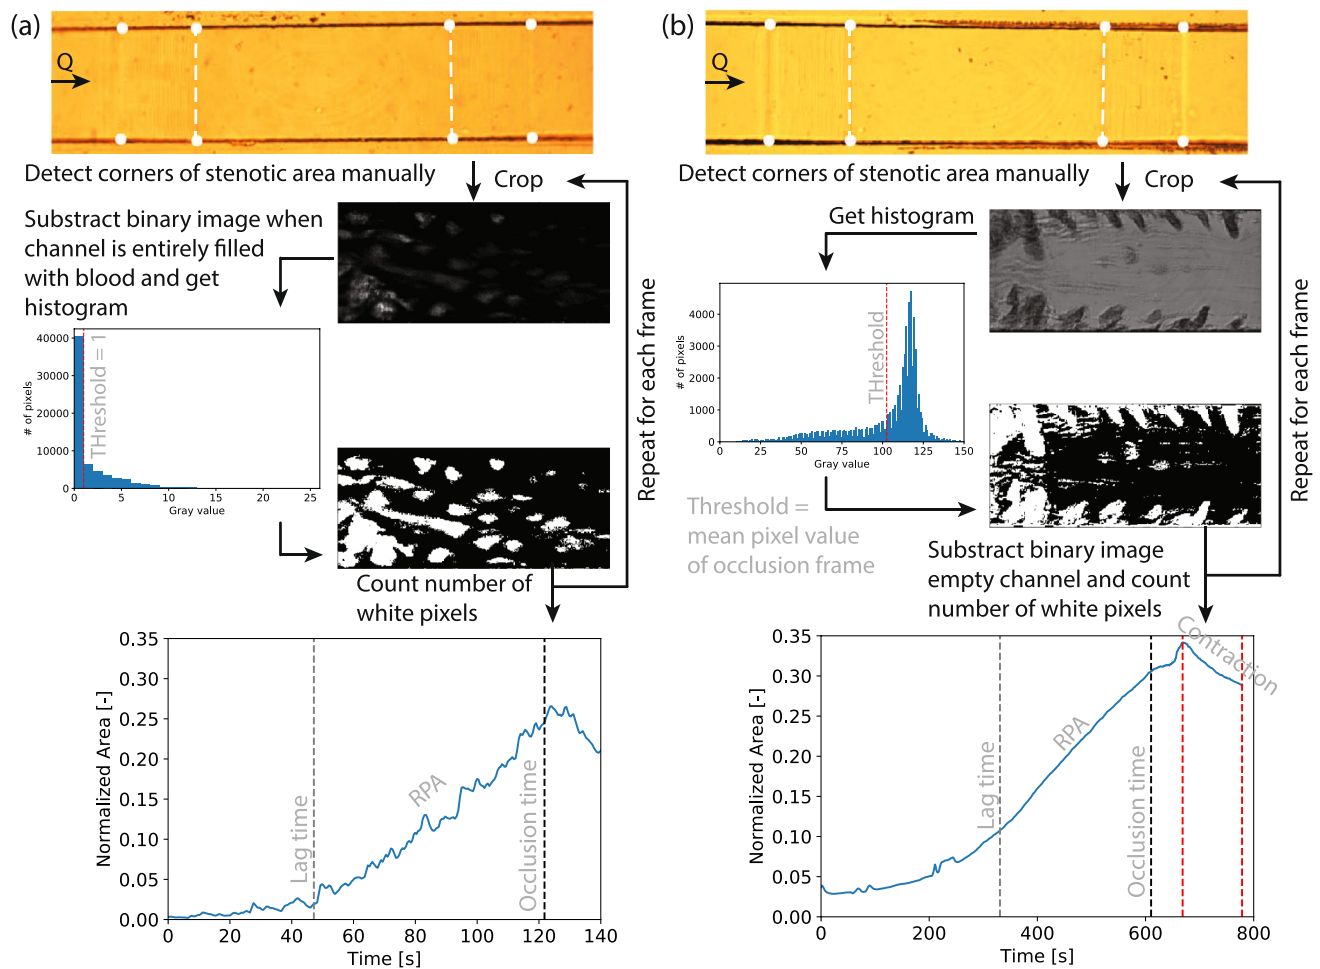 (a)
Q
Detect corners of stenotic area manually
Crop
Substract binary image when
channel is entirely filled
with blood and get
histogram
40000
30000
20000
10000
0
# of pixels
THreshold = 1
0 5 10 15 20 25
Gray value
Repeat for each frame
Count number of
white pixels
0.35
0.30
0.25
0.20
0.15
0.10
0.05
0.00
Normalized Area [-]
Lag time
RPA
Occlusion time
0 20 40 60 80 100 120 140
Time [s]
(b)
Q
Detect corners of stenotic area manually
Crop
Get histogram
4000
3000
2000
1000
0
# of pixels
THreshold
0 25 50 75 100 125 150
Gray value
Repeat for each frame
Threshold =
mean pixel value
of occlusion frame
Substract binary image
empty channel and count
number of white pixels
0.35
0.30
0.25
0.20
0.15
0.10
0.05
0.00
Normalized Area [-]
Lag time
RPA
Occlusion time
Contraction
0 200 400 600 800
Time [s]